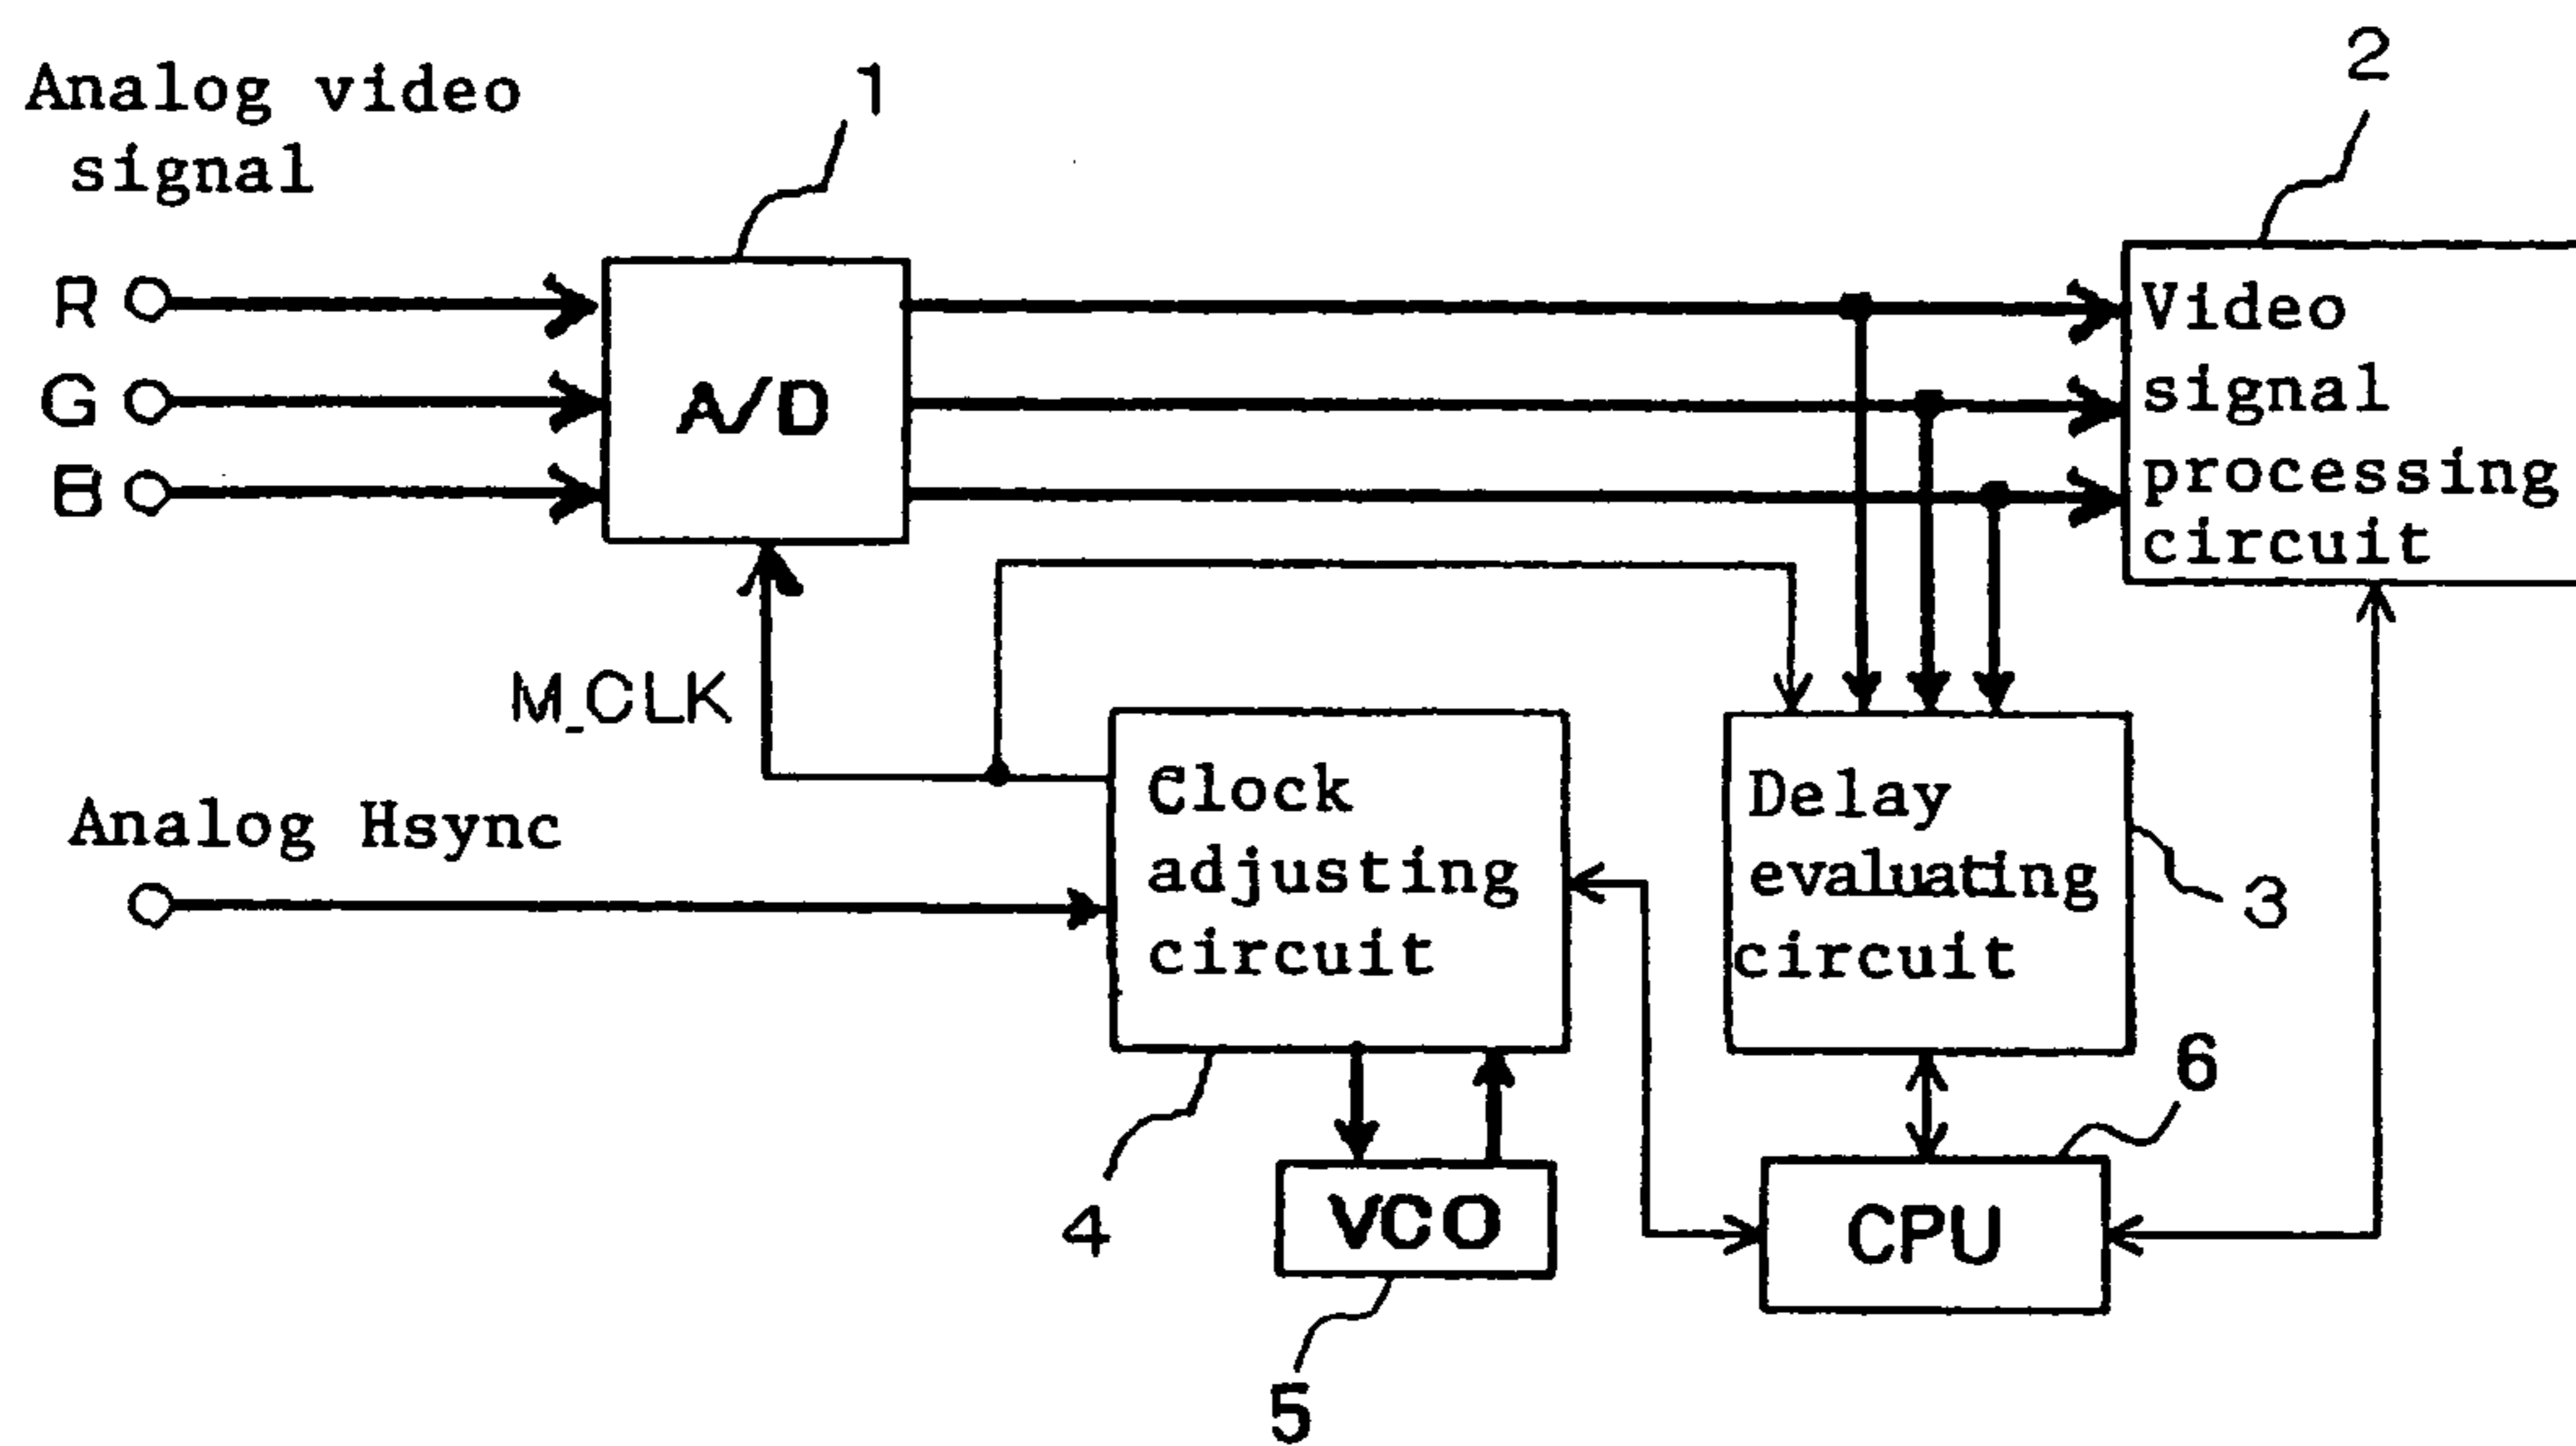 Analog video
signal
1
2
R
G
B
A/D
Video
signal
processing
circuit
M_CLK
Analog Hsync
Clock
adjusting
circuit
Delay
evaluating
circuit
3
6
4
VCO
CPU
5